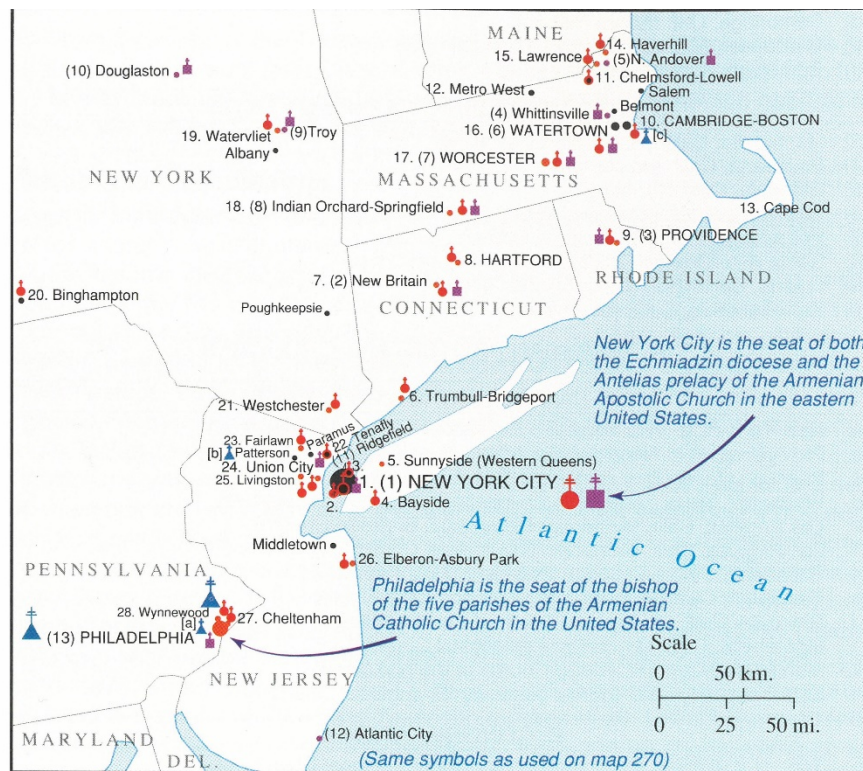 MAINE
14. Haverhill
15. Lawrence
(5)N. Andover
(10) Douglaston
11. Chelmsford-Lowell
12. Metro West
Salem
(4) Whittinsville
Belmont
19. Watervliet
(9)Troy
16. (6) WATERTOWN
10. CAMBRIDGE-BOSTON
[c]
Albany
17. (7) WORCESTER
NEW YORK
MASSACHUSETTS
18. (8) Indian Orchard-Springfield
13. Cape Cod
9. (3) PROVIDENCE
8. HARTFORD
RHODE ISLAND
7. (2) New Britain
CONNECTICUT
20. Binghampton
Poughkeepsie
New York City is the seat of both
the Echmiadzin diocese and the
Antelias prelacy of the Armenian
Apostolic Church in the eastern
United States.
6. Trumbull-Bridgeport
21. Westchester
23. Fairlawn
Paramus
22. Tenafly
(11) Ridgefield
[b]
Patterson
24. Union City
3.
5. Sunnyside (Western Queens)
25. Livingston
1. (1) NEW YORK CITY
2.
4. Bayside
Atlantic Ocean
Middletown
26. Elberon-Asbury Park
PENNSYLVANIA
Philadelphia is the seat of the bishop
of the five parishes of the Armenian
Catholic Church in the United States.
28. Wynnewood
[a]
27. Cheltenham
(13) PHILADELPHIA
Scale
0 50 km.
0 25 50 mi.
NEW JERSEY
(12) Atlantic City
MARYLAND
DEL.
(Same symbols as used on map 270)